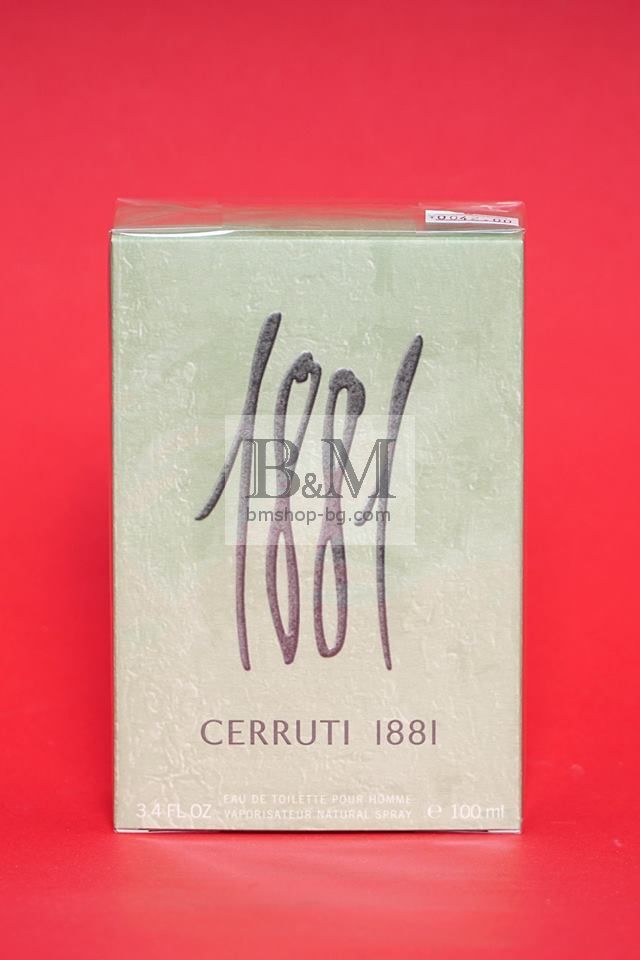 1881
B&M
bmshop-bg.com
CERRUTI 1881
EAU DE TOILETTE POUR HOMME
3.4 FL.OZ VAPORISATEUR NATURAL SPRAY ℮ 100 ml